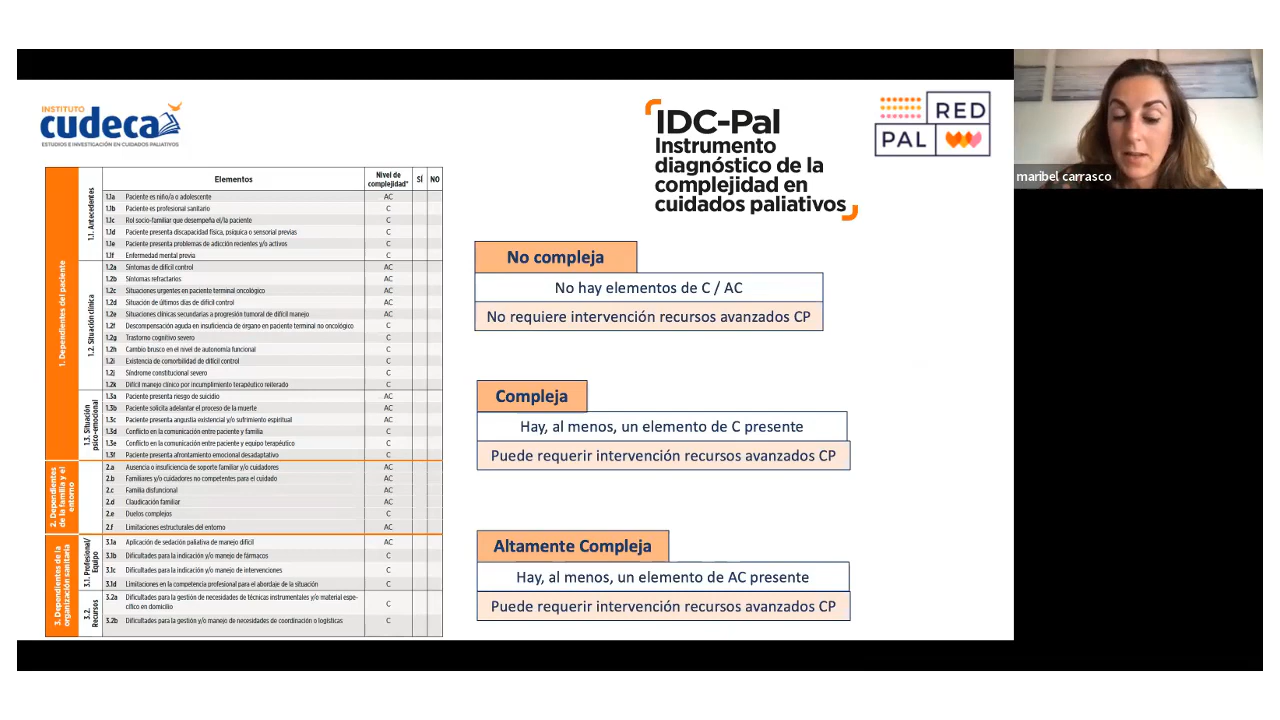 INSTITUTO
cudeca
ESTUDIOS E INVESTIGACIÓN EN CUIDADOS PALIATIVOS
IDC-Pal
Instrumento
diagnóstico de la
complejidad en
cuidados paliativos
RED
PAL
maribel carrasco
Elementos
Nivel de
complejidad*
SÍ
NO
1. Dependientes del paciente
1.1. Antecedentes
1.1a Paciente es niño/a o adolescente AC
1.1b Paciente es profesional sanitario C
1.1c Rol socio-familiar que desempeña el/la paciente C
1.1d Paciente presenta discapacidad física, psíquica o sensorial previas C
1.1e Paciente presenta problemas de adicción recientes y/o activos C
1.1f Enfermedad mental previa C
1.2. Situación clínica
1.2a Síntomas de difícil control AC
1.2b Síntomas refractarios AC
1.2c Situaciones urgentes en paciente terminal oncológico AC
1.2d Situación de últimos días de difícil control AC
1.2e Situaciones clínicas secundarias a progresión tumoral de difícil manejo AC
1.2f Descompensación aguda en insuficiencia de órgano en paciente terminal no oncológico C
1.2g Trastorno cognitivo severo C
1.2h Cambio brusco en el nivel de autonomía funcional C
1.2i Existencia de comorbilidad de difícil control C
1.2j Síndrome constitucional severo C
1.2k Difícil manejo clínico por incumplimiento terapéutico reiterado C
1.3. Situación
psico-emocional
1.3a Paciente presenta riesgo de suicidio AC
1.3b Paciente solicita adelantar el proceso de la muerte AC
1.3c Paciente presenta angustia existencial y/o sufrimiento espiritual AC
1.3d Conflicto en la comunicación entre paciente y familia C
1.3e Conflicto en la comunicación entre paciente y equipo terapéutico C
1.3f Paciente presenta afrontamiento emocional desadaptativo C
2. Dependientes
de la familia y el
entorno
2.a Ausencia o insuficiencia de soporte familiar y/o cuidadores AC
2.b Familiares y/o cuidadores no competentes para el cuidado AC
2.c Familia disfuncional AC
2.d Claudicación familiar AC
2.e Duelos complejos C
2.f Limitaciones estructurales del entorno AC
3. Dependientes de la
organización sanitaria
3.1. Profesional/
Equipo
3.1a Aplicación de sedación paliativa de manejo difícil AC
3.1b Dificultades para la indicación y/o manejo de fármacos C
3.1c Dificultades para la indicación y/o manejo de intervenciones C
3.1d Limitaciones en la competencia profesional para el abordaje de la situación C
3.2.
Recursos
3.2a Dificultades para la gestión de necesidades de técnicas instrumentales y/o material espe-
cífico en domicilio C
3.2b Dificultades para la gestión y/o manejo de necesidades de coordinación o logísticas C
No compleja
No hay elementos de C / AC
No requiere intervención recursos avanzados CP
Compleja
Hay, al menos, un elemento de C presente
Puede requerir intervención recursos avanzados CP
Altamente Compleja
Hay, al menos, un elemento de AC presente
Puede requerir intervención recursos avanzados CP